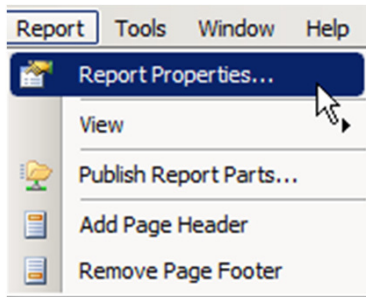 Report Tools Window Help
Report Properties...
View
Publish Report Parts...
Add Page Header
Remove Page Footer